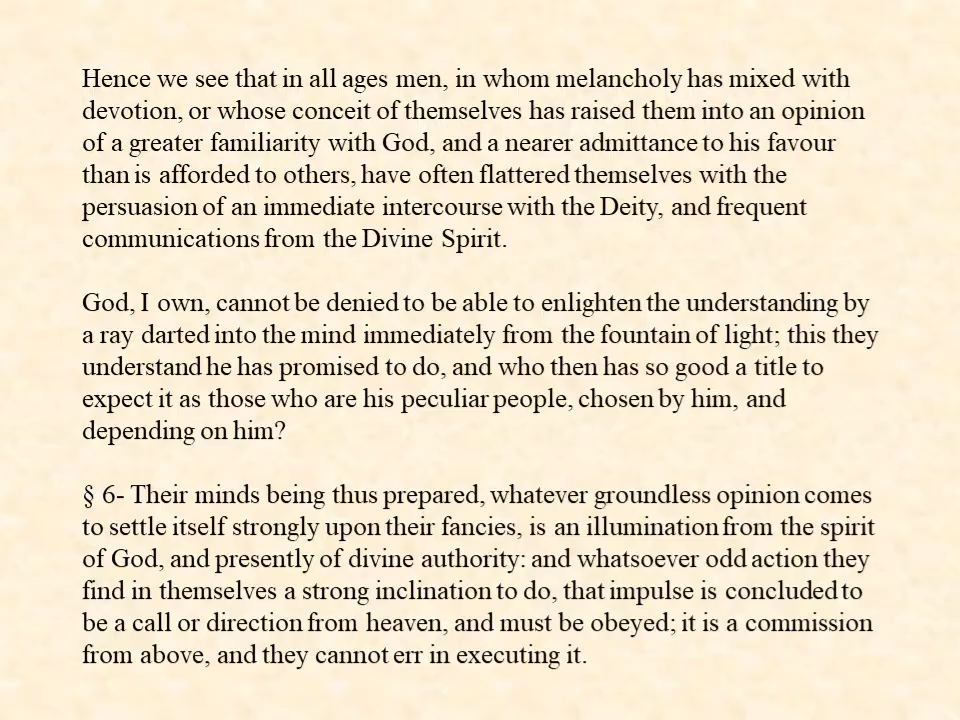 Hence we see that in all ages men, in whom melancholy has mixed with
devotion, or whose conceit of themselves has raised them into an opinion
of a greater familiarity with God, and a nearer admittance to his favour
than is afforded to others, have often flattered themselves with the
persuasion of an immediate intercourse with the Deity, and frequent
communications from the Divine Spirit.
God, I own, cannot be denied to be able to enlighten the understanding by
a ray darted into the mind immediately from the fountain of light; this they
understand he has promised to do, and who then has so good a title to
expect it as those who are his peculiar people, chosen by him, and
depending on him?
§ 6- Their minds being thus prepared, whatever groundless opinion comes
to settle itself strongly upon their fancies, is an illumination from the spirit
of God, and presently of divine authority: and whatsoever odd action they
find in themselves a strong inclination to do, that impulse is concluded to
be a call or direction from heaven, and must be obeyed; it is a commission
from above, and they cannot err in executing it.